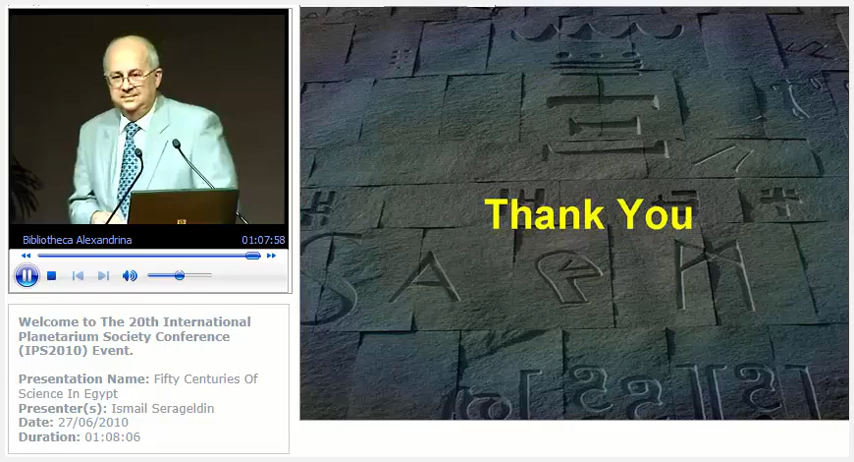 Bibliotheca Alexandrina
01:07:58
Welcome to The 20th International
Planetarium Society Conference
(IPS2010) Event.
Presentation Name: Fifty Centuries Of
Science In Egypt
Presenter(s): Ismail Serageldin
Date: 27/06/2010
Duration: 01:08:06
Thank You